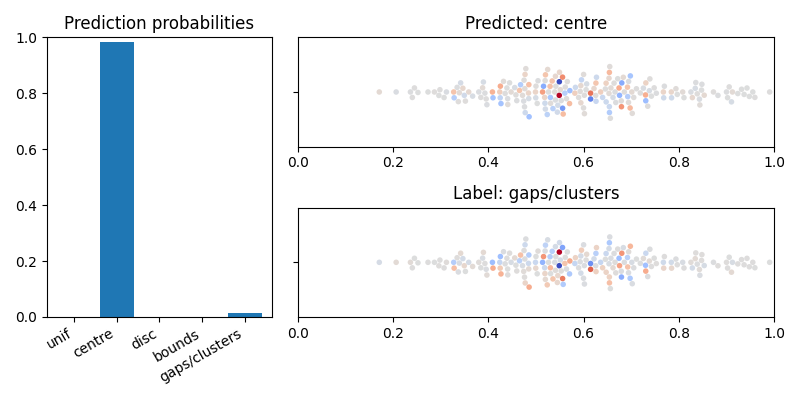 Prediction probabilities
1.0
0.8
0.6
0.4
0.2
0.0
unif
centre
disc
bounds
gaps/clusters
Predicted: centre
0.0 0.2 0.4 0.6 0.8 1.0
Label: gaps/clusters
0.0 0.2 0.4 0.6 0.8 1.0